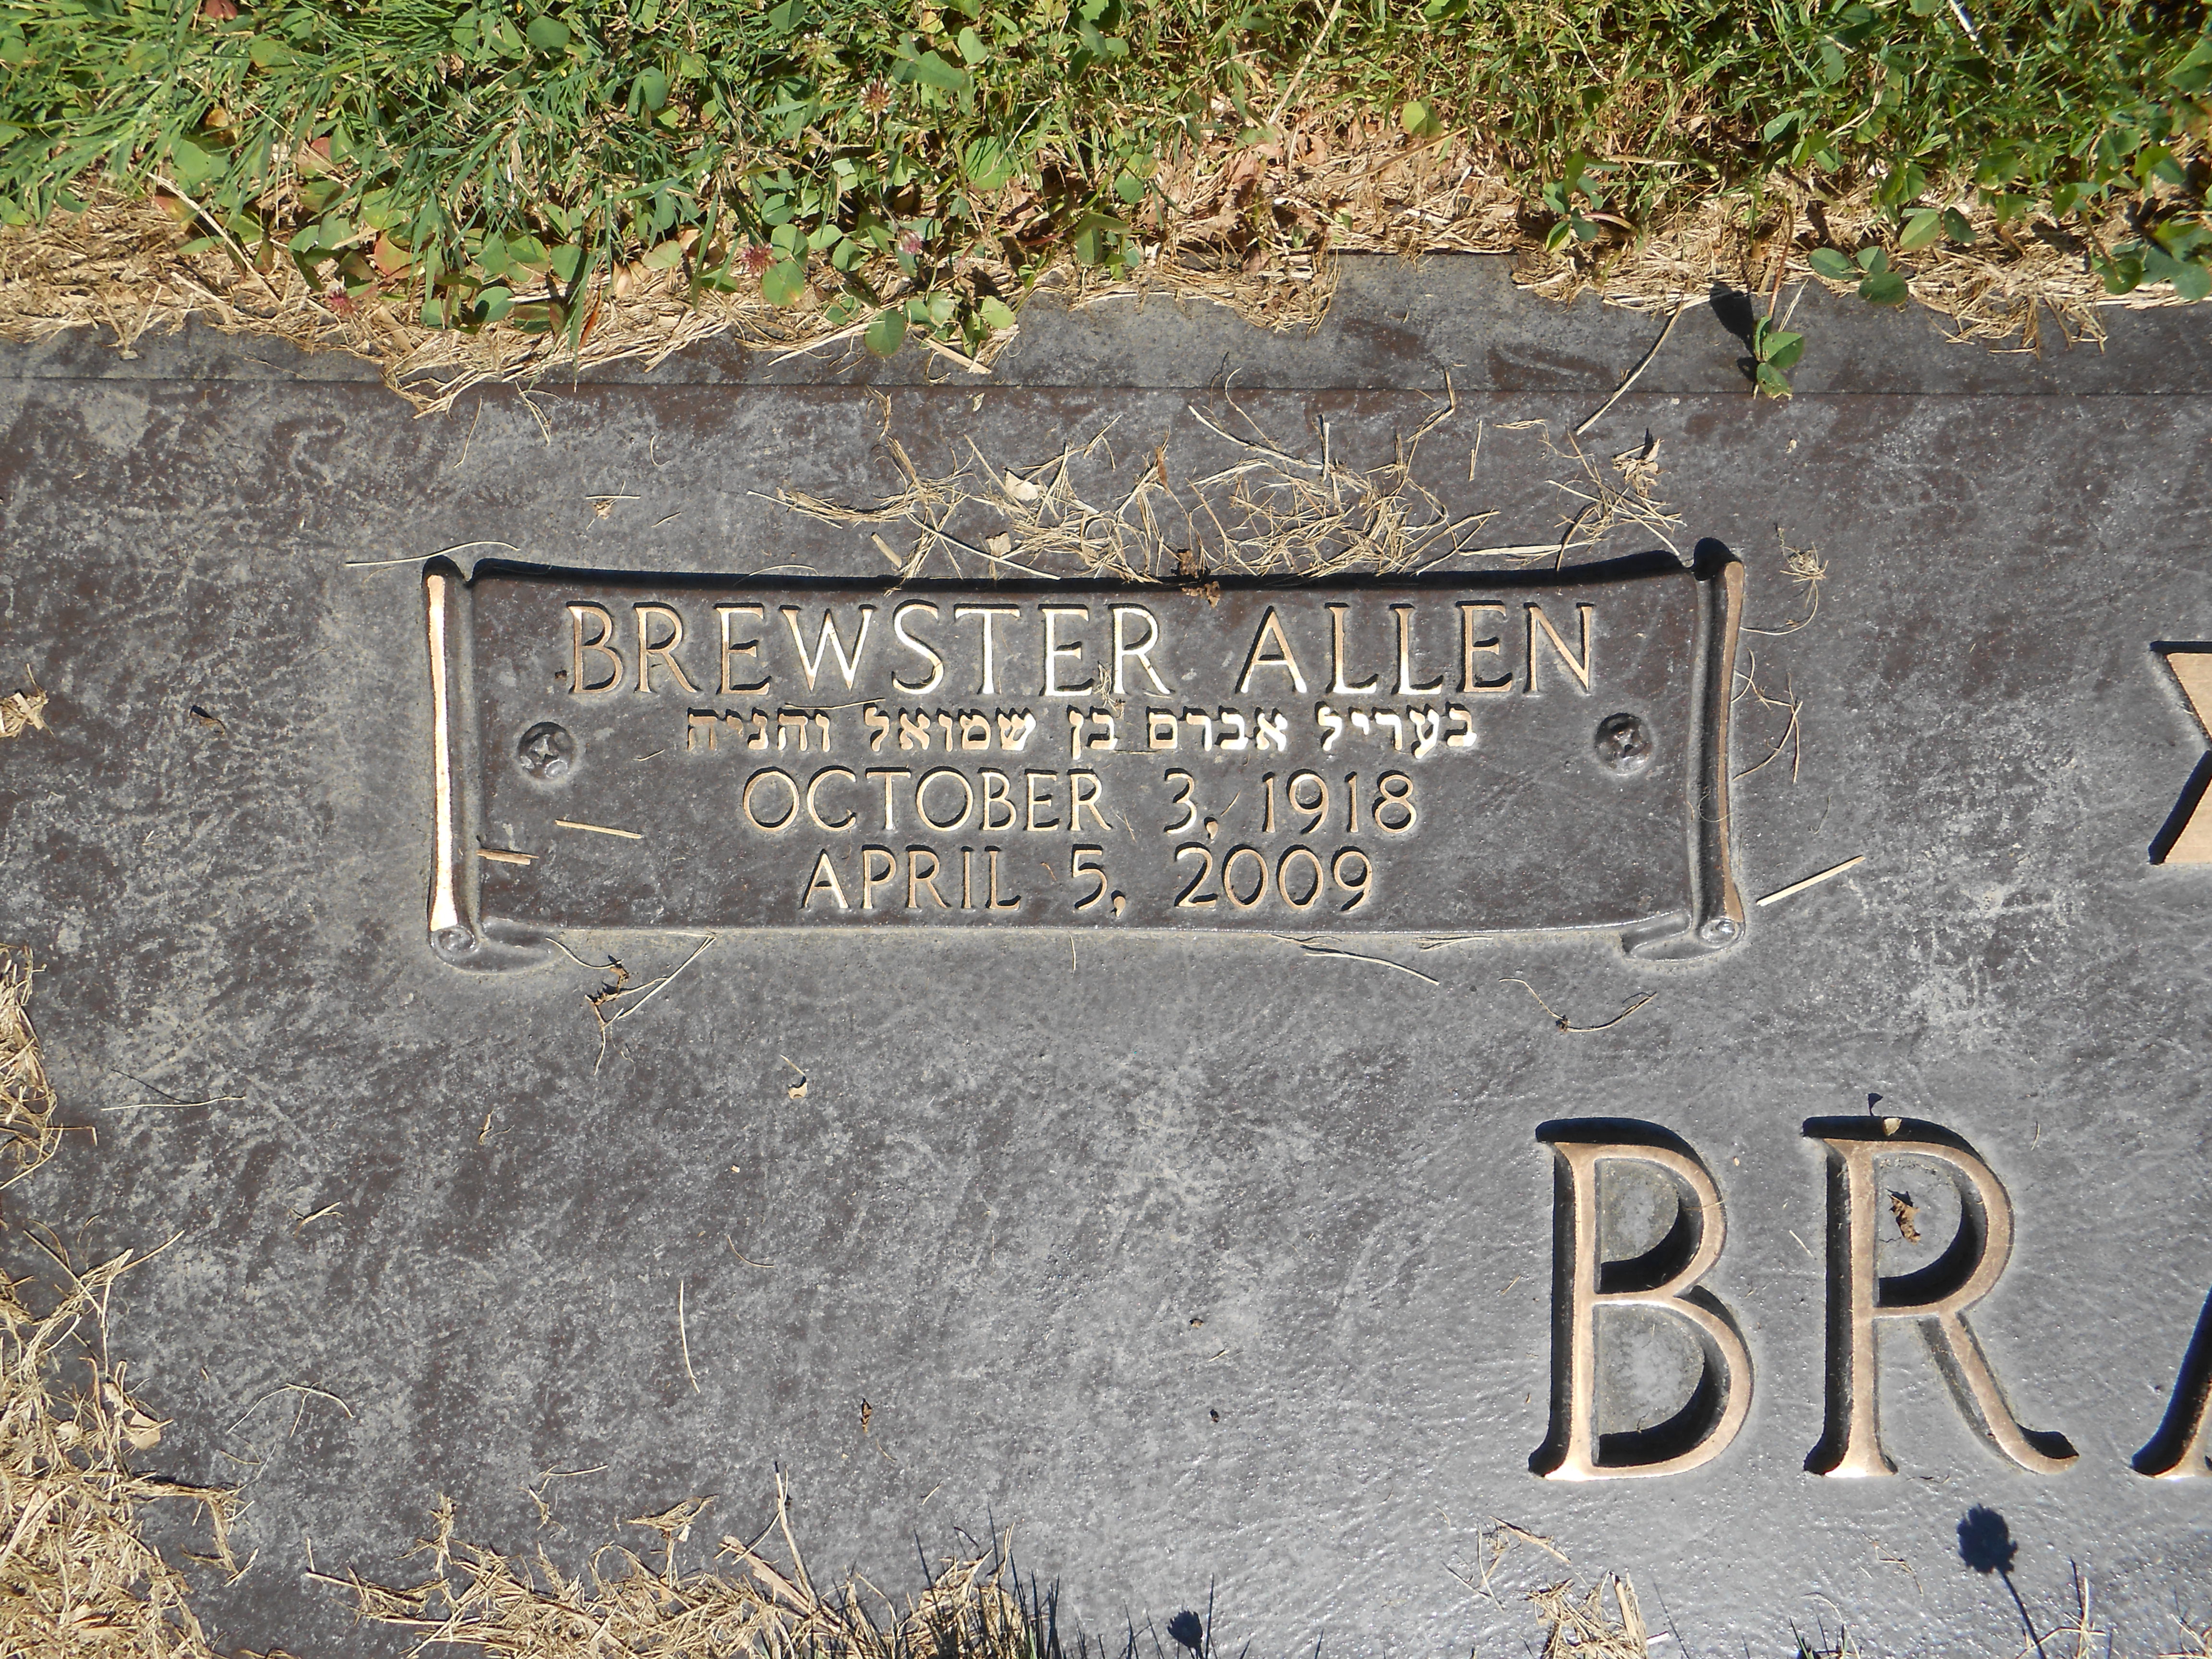 BREWSTER ALLEN
בעריל אברם בן שמואל והניה
OCTOBER 3, 1918
APRIL 5, 2009
BR